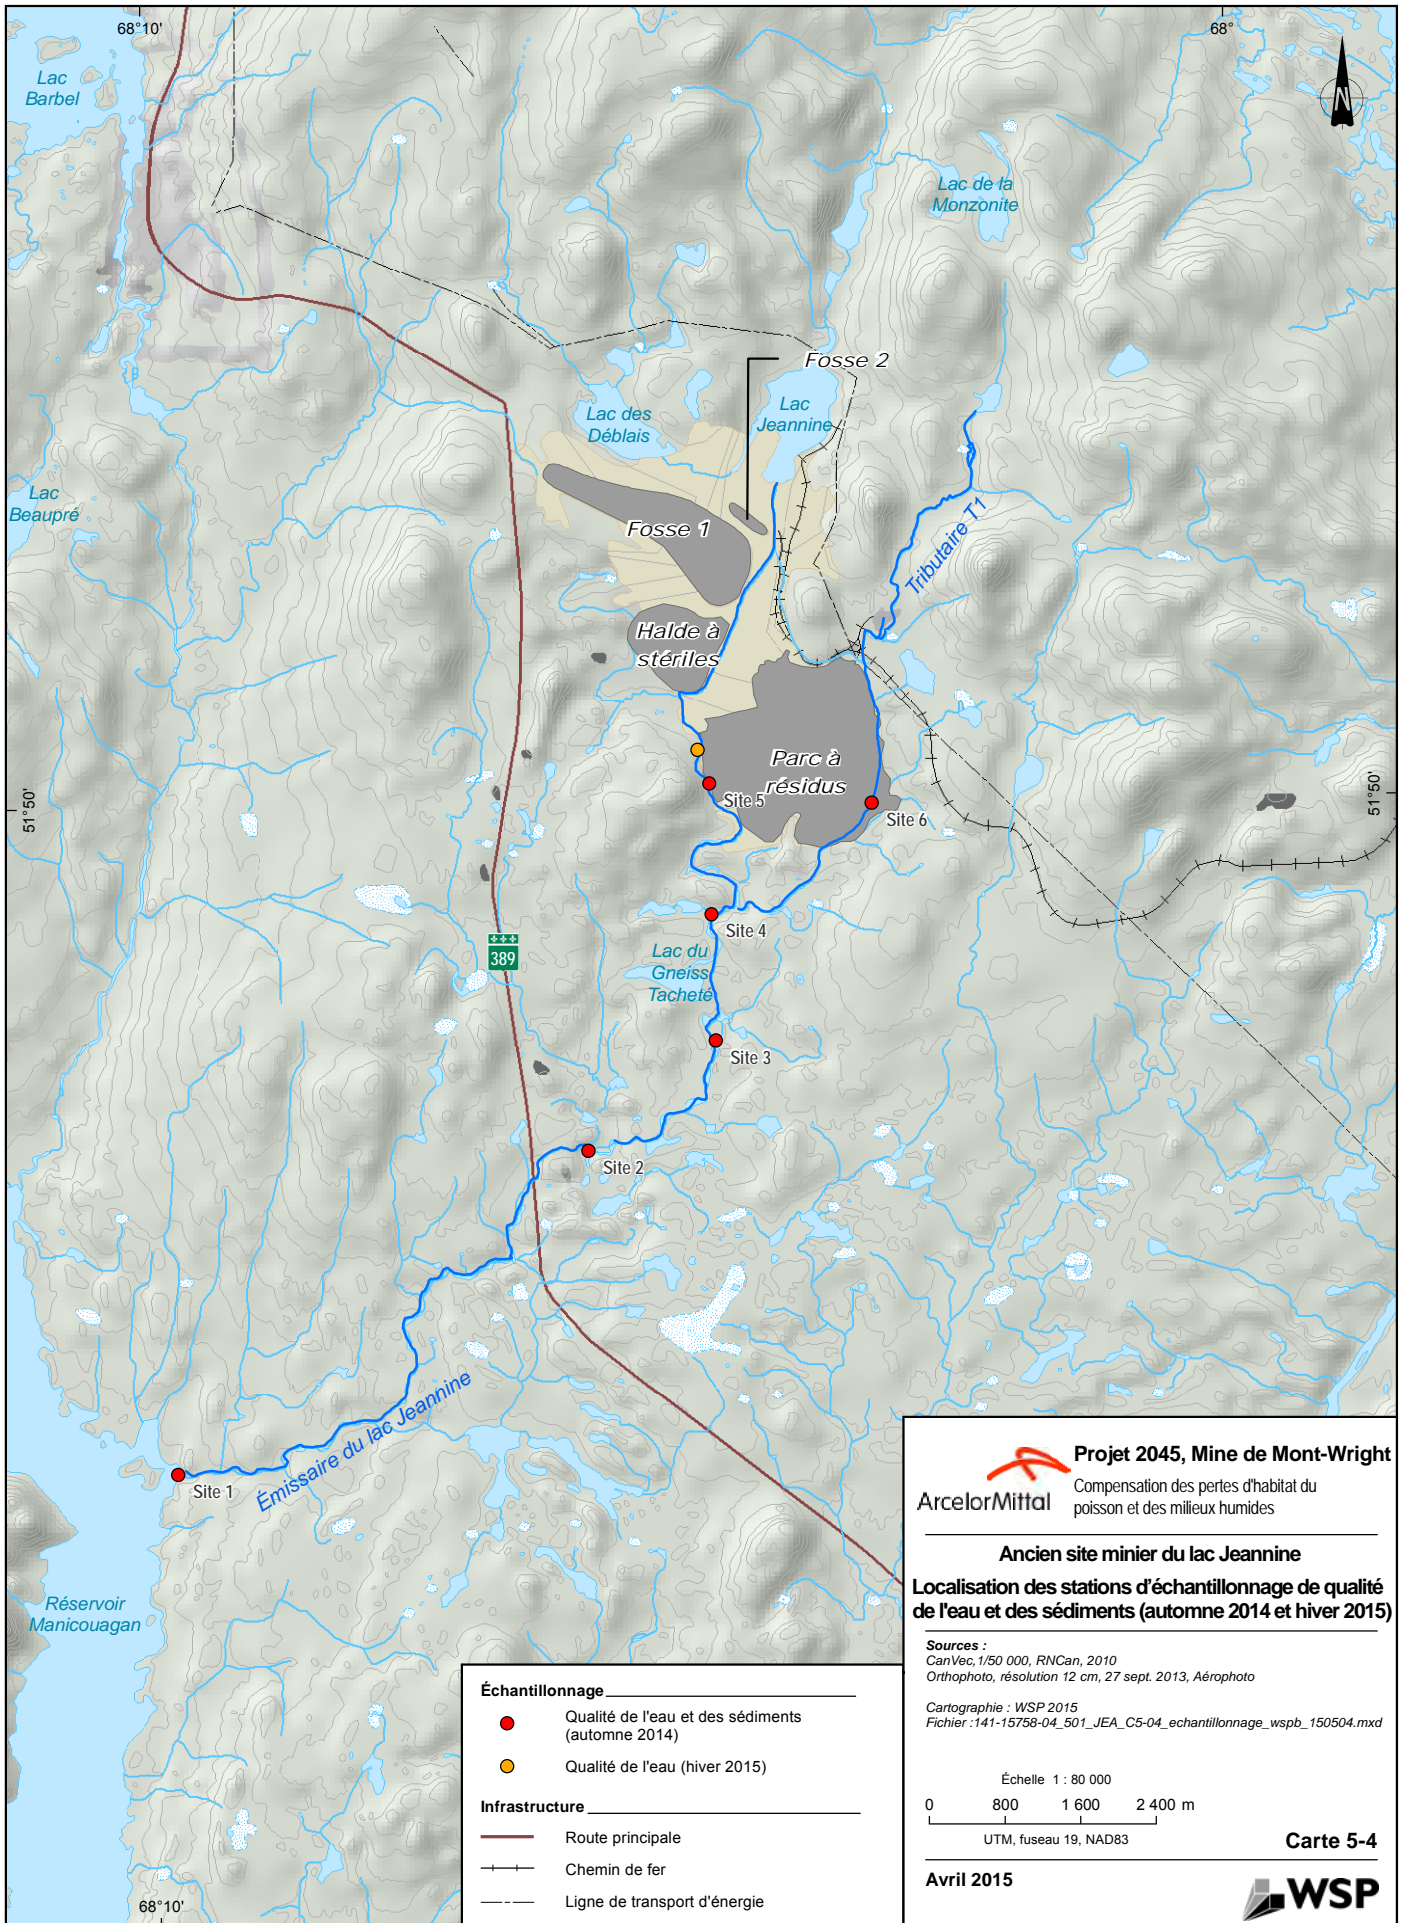 68°10'
68°
Lac
Barbel
N
Lac de la
Monzonite
Fosse 2
Lac
Jeannine
Lac des
Déblais
Lac
Beaupré
Fosse 1
Tributaire T1
Halde à
stériles
Parc à
résidus
51°50'
51°50'
Site 5
Site 6
Site 4
389
Lac du
Gneiss
Tacheté
Site 3
Site 2
Émissaire du lac Jeannine
Site 1
Réservoir
Manicouagan
68°10'
Échantillonnage
Qualité de l'eau et des sédiments
(automne 2014)
Qualité de l'eau (hiver 2015)
Infrastructure
Route principale
Chemin de fer
Ligne de transport d'énergie
ArcelorMittal
Projet 2045, Mine de Mont-Wright
Compensation des pertes d'habitat du
poisson et des milieux humides
Ancien site minier du lac Jeannine
Localisation des stations d'échantillonnage de qualité
de l'eau et des sédiments (automne 2014 et hiver 2015)
Sources :
CanVec,1/50 000, RNCan, 2010
Orthophoto, résolution 12 cm, 27 sept. 2013, Aérophoto
Cartographie : WSP 2015
Fichier :141-15758-04_501_JEA_C5-04_echantillonnage_wspb_150504.mxd
Échelle 1 : 80 000
0 800 1 600 2 400 m
UTM, fuseau 19, NAD83
Carte 5-4
Avril 2015
WSP